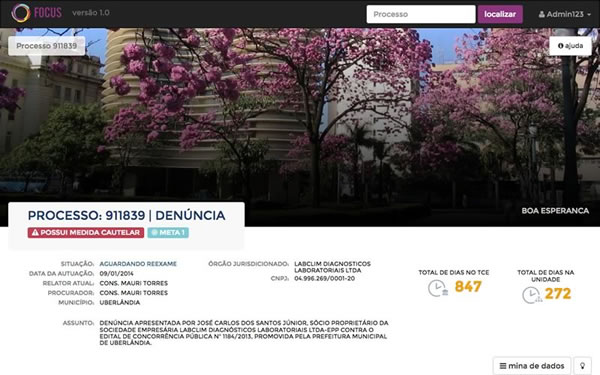 FOCUS versão 1.0 Processo localizar Admin123
Processo 911839 ajuda
BOA ESPERANCA
PROCESSO: 911839 | DENÚNCIA
POSSUI MEDIDA CAUTELAR META 1
SITUAÇÃO: AGUARDANDO REEXAME
DATA DA AUTUAÇÃO: 09/01/2014
RELATOR ATUAL: CONS. MAURI TORRES
PROCURADOR: CONS. MAURI TORRES
MUNICÍPIO: UBERLÂNDIA
ÓRGÃO JURISDICIONADO: LABCLIM DIAGNOSTICOS
LABORATORIAIS LTDA
CNPJ: 04.996.269/0001-20
TOTAL DE DIAS NO TCE
847
TOTAL DE DIAS NA
UNIDADE
272
ASSUNTO: DENÚNCIA APRESENTADA POR JOSÉ CARLOS DOS SANTOS JÚNIOR, SÓCIO PROPRIETÁRIO DA
SOCIEDADE EMPRESÁRIA LABCLIM DIAGNÓSTICOS LABORATORIAIS LTDA-EPP CONTRA O
EDITAL DE CONCORRÊNCIA PÚBLICA N° 1184/2013, PROMOVIDA PELA PREFEITURA MUNICIPAL
DE UBERLÂNDIA.
mina de dados